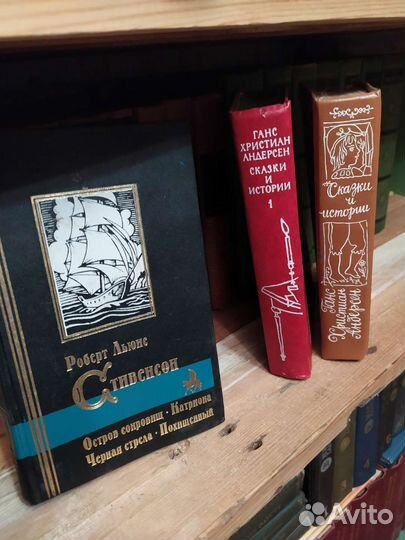 Роберт Льюис
Стивенсон
Остров сокровищ · Катриона
Черная стрела · Похищенный
ГАНС
ХРИСТИАН
АНДЕРСЕН
СКАЗКИ
И
ИСТОРИИ
1
Сказки
и
истории
Ганс
Христиан
Андерсен
Avito